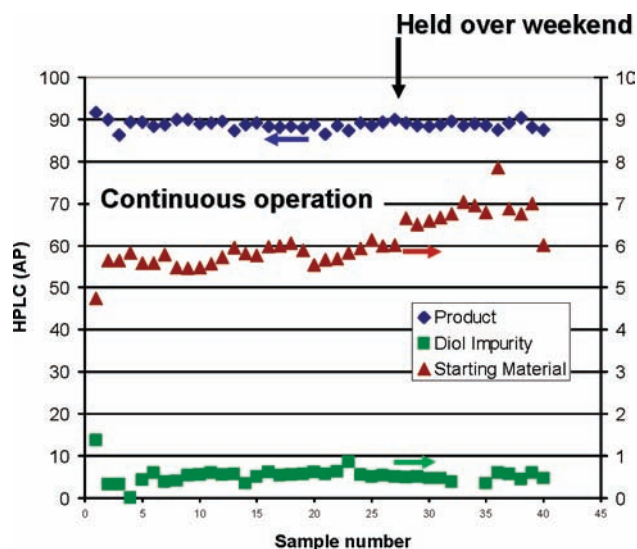 Held over weekend
100
90
80
70
60
50
40
30
20
10
0
10
9
8
7
6
5
4
3
2
1
0
HPLC (AP)
Continuous operation
Product
Diol Impurity
Starting Material
0 5 10 15 20 25 30 35 40 45
Sample number